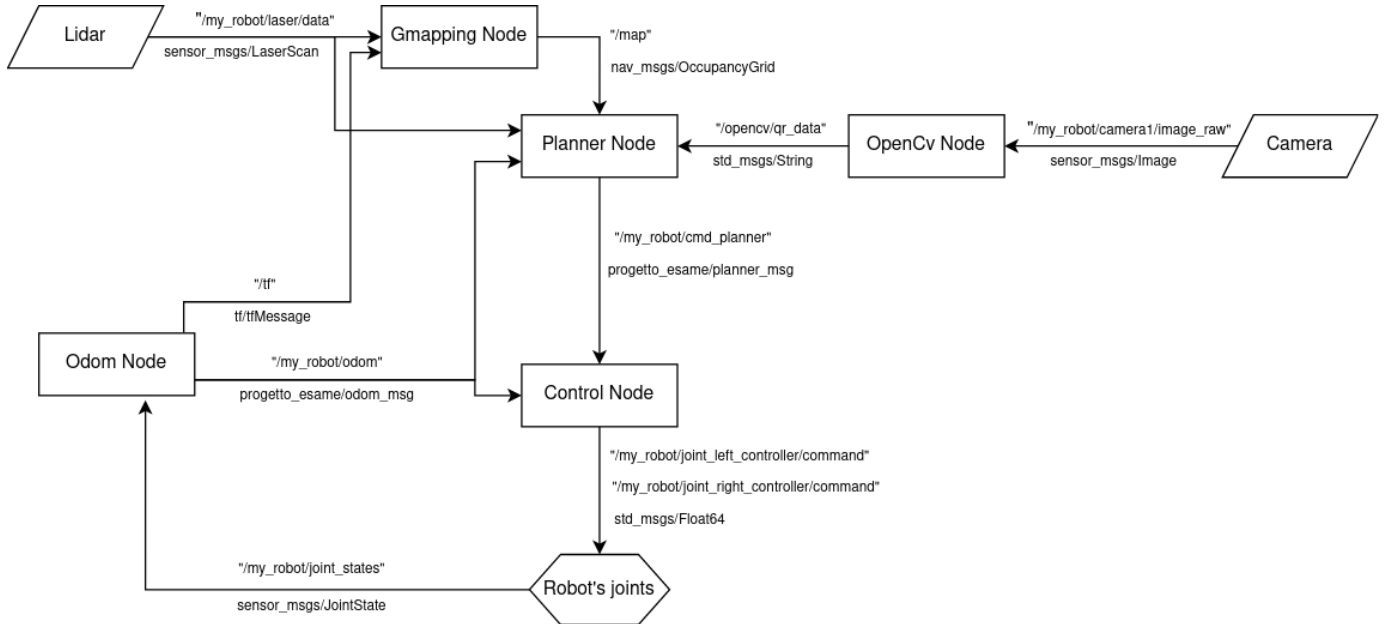 Lidar
"/my_robot/laser/data"
sensor_msgs/LaserScan
Gmapping Node
"/map"
nav_msgs/OccupancyGrid
Planner Node
"/opencv/qr_data"
std_msgs/String
OpenCv Node
"/my_robot/camera1/image_raw"
sensor_msgs/Image
Camera
"/my_robot/cmd_planner"
progetto_esame/planner_msg
"/tf"
tf/tfMessage
Odom Node
"/my_robot/odom"
progetto_esame/odom_msg
Control Node
"/my_robot/joint_left_controller/command"
"/my_robot/joint_right_controller/command"
std_msgs/Float64
Robot's joints
"/my_robot/joint_states"
sensor_msgs/JointState